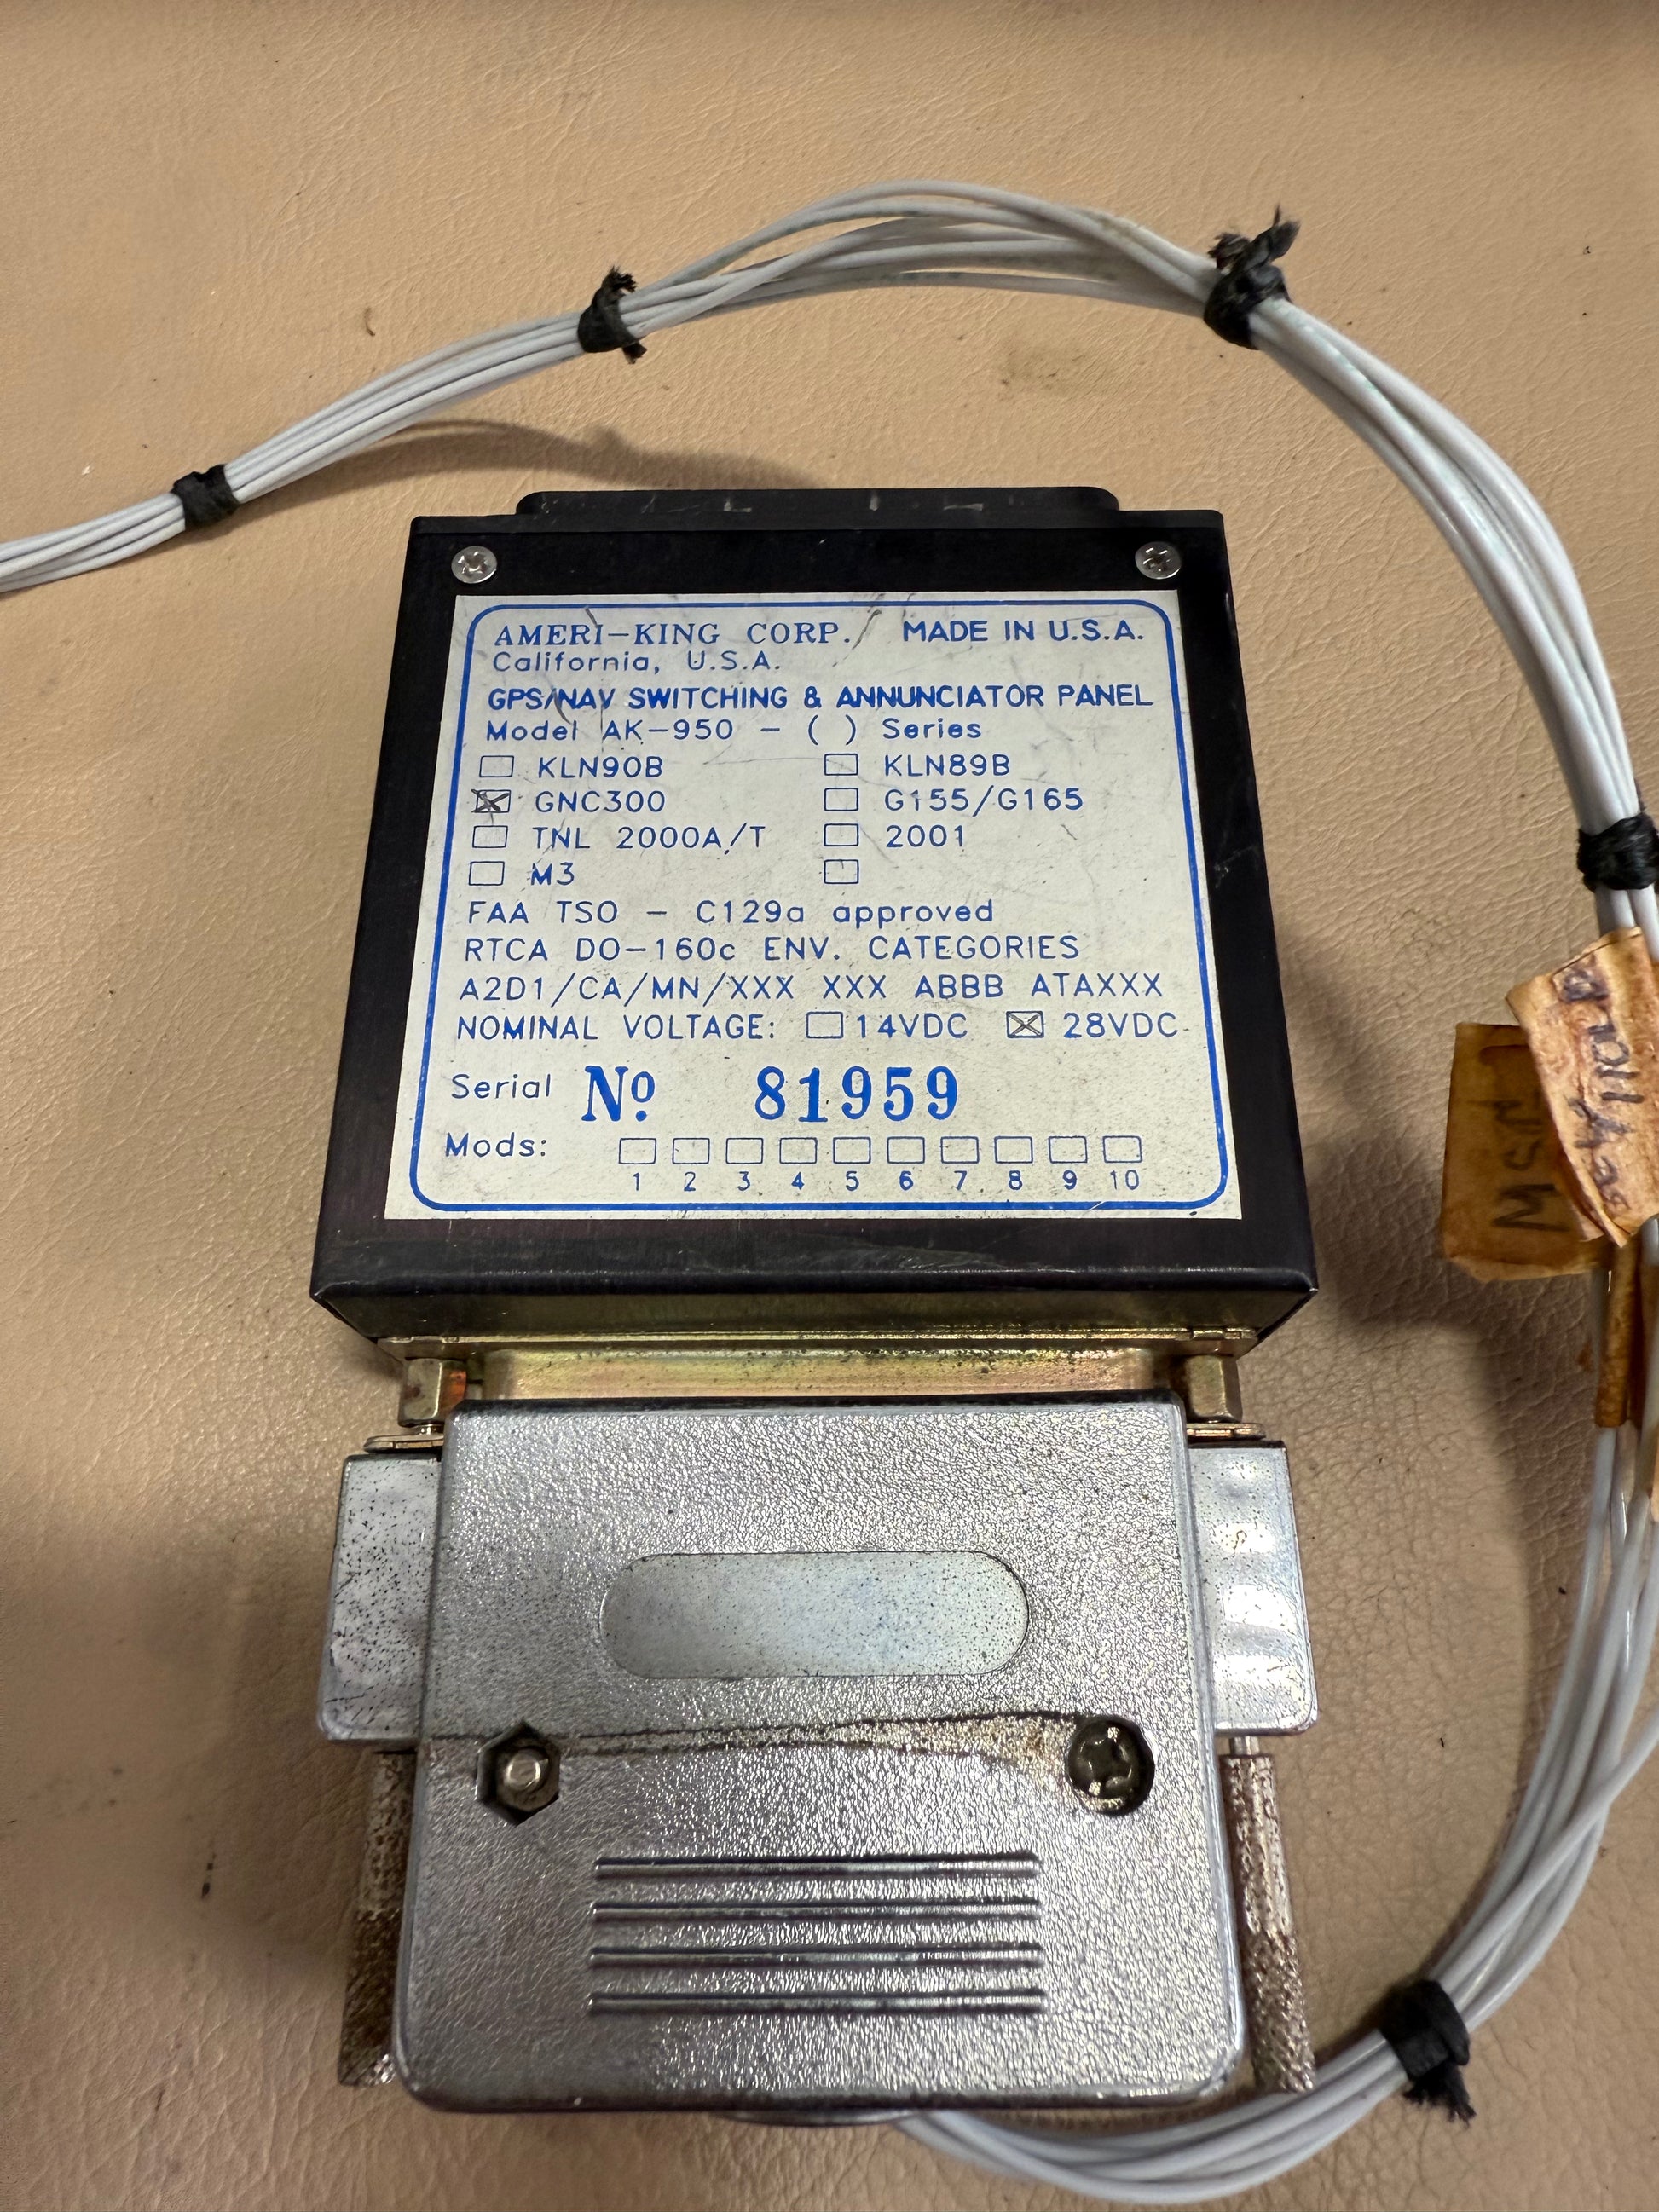 AMERI-KING CORP. MADE IN U.S.A.
California, U.S.A.
GPS/NAV SWITCHING & ANNUNCIATOR PANEL
Model AK-950 - ( ) Series
KLN90B KLN89B
GNC300 G155/G165
TNL 2000A/T 2001
M3
FAA TSO - C129a approved
RTCA DO-160c ENV. CATEGORIES
A2D1/CA/MN/XXX XXX ABBB ATAXXX
NOMINAL VOLTAGE: 14VDC 28VDC
Serial Nº 81959
Mods:
1 2 3 4 5 6 7 8 9 10
MSG